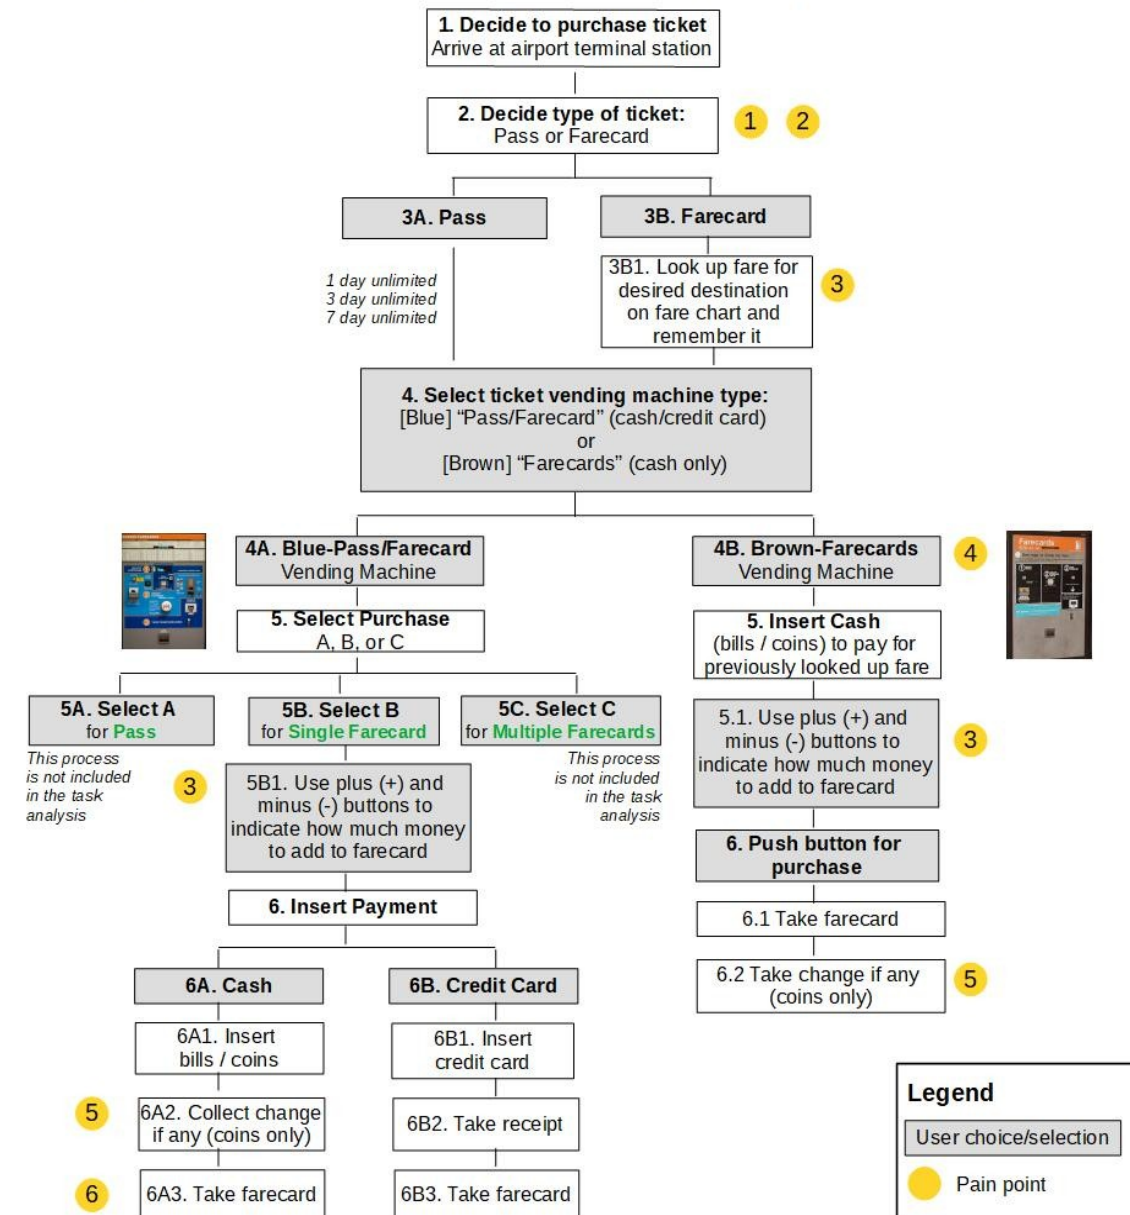 1. Decide to purchase ticket
Arrive at airport terminal station
2. Decide type of ticket:
Pass or Farecard
1
2
3A. Pass
3B. Farecard
1 day unlimited
3 day unlimited
7 day unlimited
3B1. Look up fare for
desired destination
on fare chart and
remember it
3
4. Select ticket vending machine type:
[Blue] “Pass/Farecard” (cash/credit card)
or
[Brown] “Farecards” (cash only)
4A. Blue-Pass/Farecard
Vending Machine
4B. Brown-Farecards
Vending Machine
4
Farecards
5. Select Purchase
A, B, or C
5. Insert Cash
(bills / coins) to pay for
previously looked up fare
5A. Select A
for Pass
5B. Select B
for Single Farecard
5C. Select C
for Multiple Farecards
This process
is not included
in the task
analysis
This process
is not included
in the task
analysis
3
5B1. Use plus (+) and
minus (-) buttons to
indicate how much money
to add to farecard
5.1. Use plus (+) and
minus (-) buttons to
indicate how much money
to add to farecard
3
6. Insert Payment
6. Push button for
purchase
6.1 Take farecard
6.2 Take change if any
(coins only)
5
6A. Cash
6B. Credit Card
6A1. Insert
bills / coins
6B1. Insert
credit card
5
6A2. Collect change
if any (coins only)
6B2. Take receipt
6
6A3. Take farecard
6B3. Take farecard
Legend
User choice/selection
Pain point